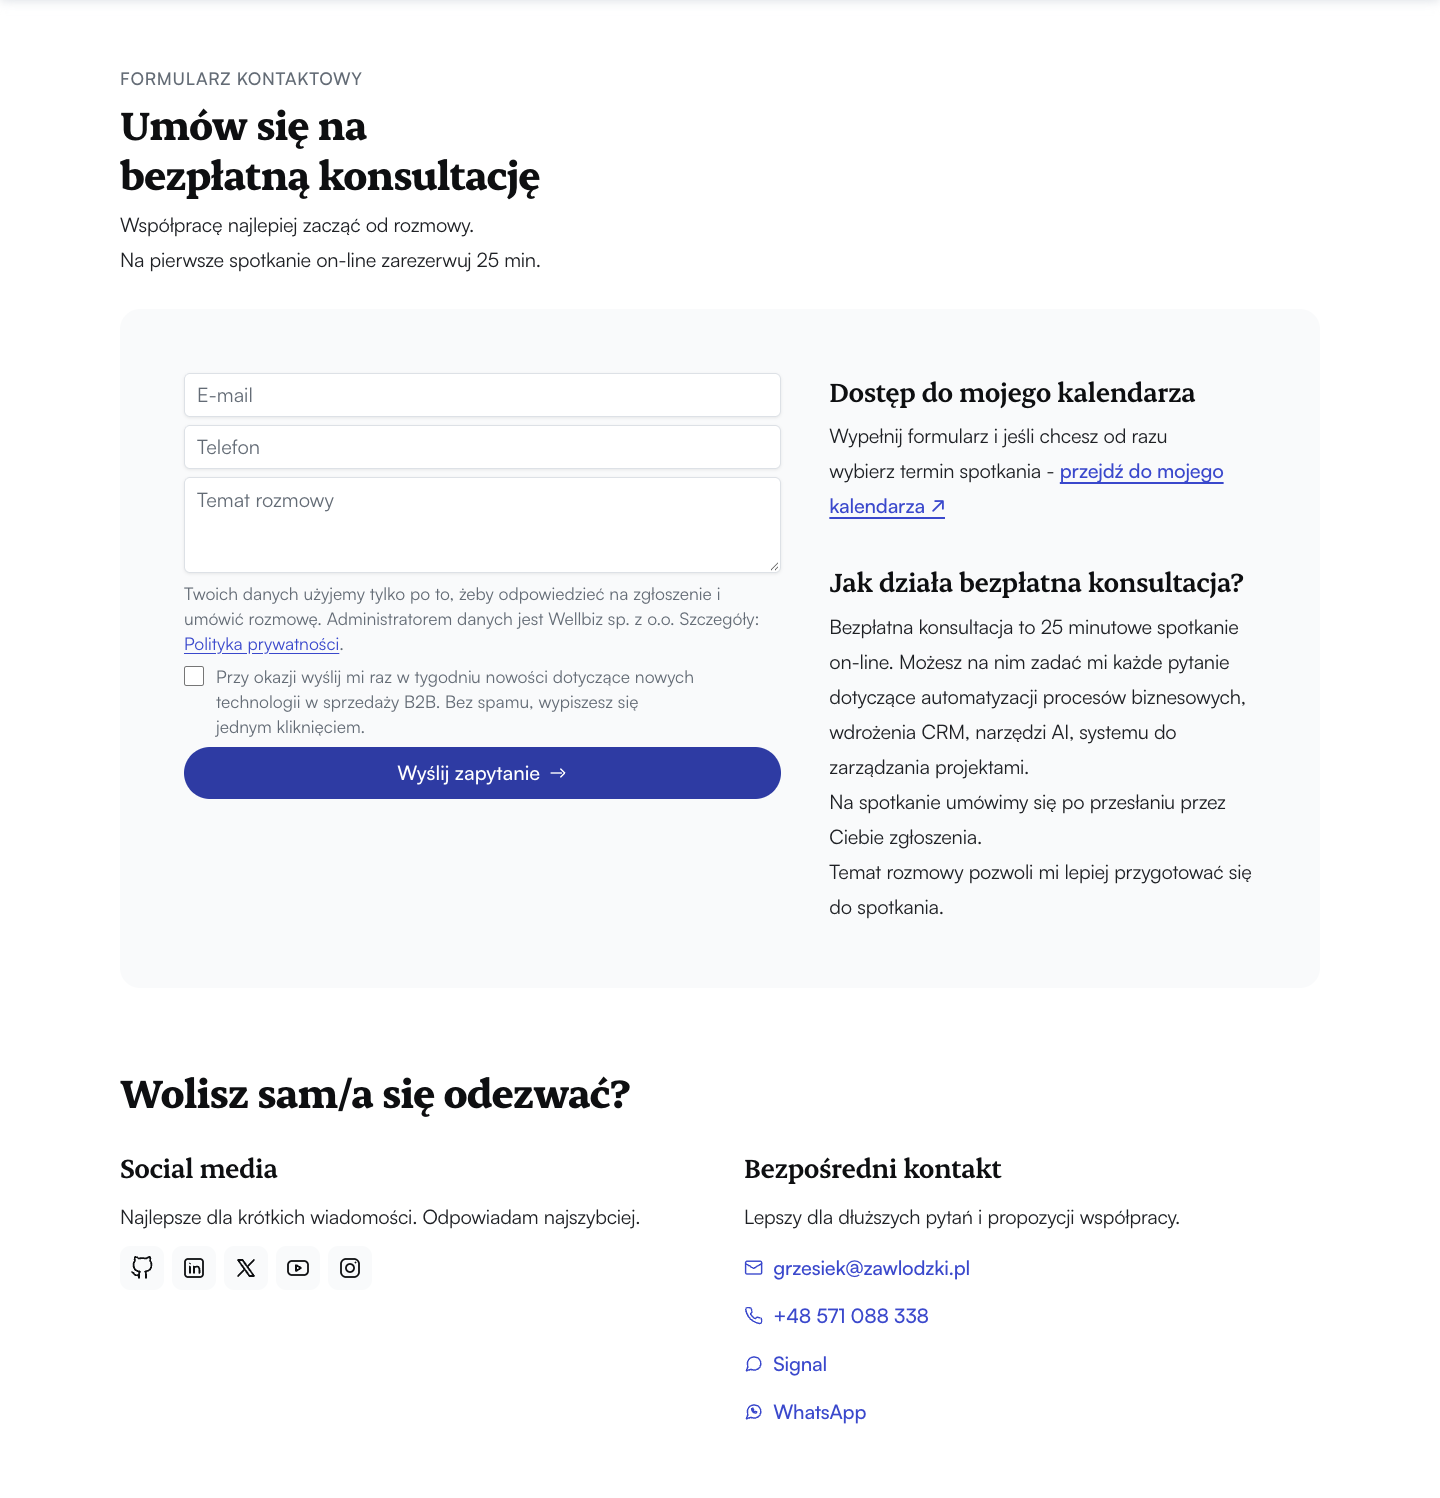 FORMULARZ KONTAKTOWY
Umów się na
bezpłatną konsultację
Współpracę najlepiej zacząć od rozmowy.
Na pierwsze spotkanie on-line zarezerwuj 25 min.
E-mail
Telefon
Temat rozmowy
Twoich danych użyjemy tylko po to, żeby odpowiedzieć na zgłoszenie i
umówić rozmowę. Administratorem danych jest Wellbiz sp. z o.o. Szczegóły:
Polityka prywatności.
Przy okazji wyślij mi raz w tygodniu nowości dotyczące nowych
technologii w sprzedaży B2B. Bez spamu, wypiszesz się
jednym kliknięciem.
Wyślij zapytanie →
Dostęp do mojego kalendarza
Wypełnij formularz i jeśli chcesz od razu
wybierz termin spotkania - przejdź do mojego
kalendarza ↗
Jak działa bezpłatna konsultacja?
Bezpłatna konsultacja to 25 minutowe spotkanie
on-line. Możesz na nim zadać mi każde pytanie
dotyczące automatyzacji procesów biznesowych,
wdrożenia CRM, narzędzi AI, systemu do
zarządzania projektami.
Na spotkanie umówimy się po przesłaniu przez
Ciebie zgłoszenia.
Temat rozmowy pozwoli mi lepiej przygotować się
do spotkania.
Wolisz sam/a się odezwać?
Social media
Najlepsze dla krótkich wiadomości. Odpowiadam najszybciej.
Bezpośredni kontakt
Lepszy dla dłuższych pytań i propozycji współpracy.
grzesiek@zawlodzki.pl
+48 571 088 338
Signal
WhatsApp